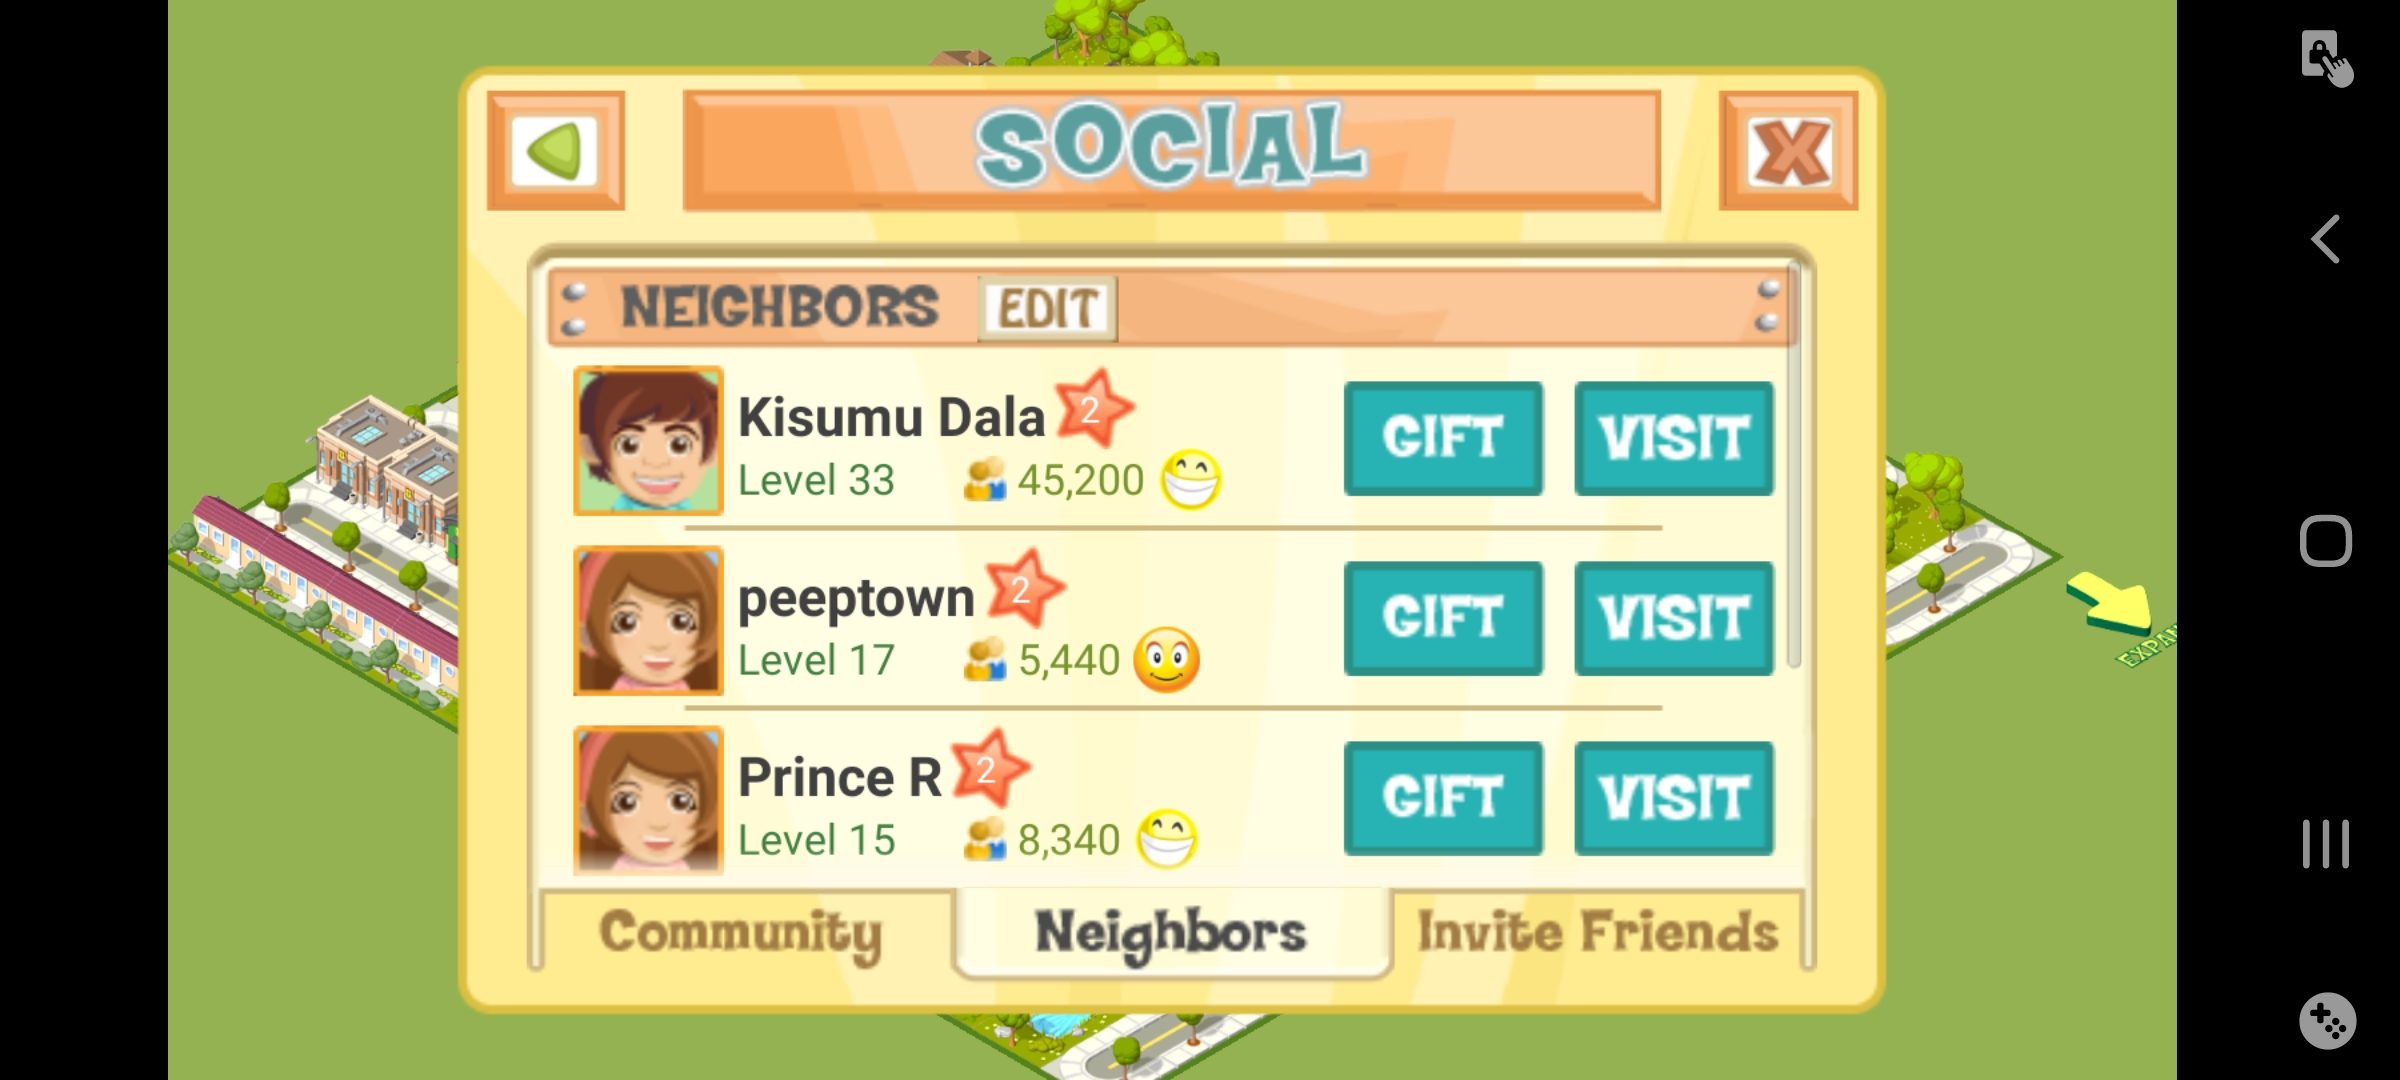 SOCIAL
NEIGHBORS EDIT
Kisumu Dala 2
Level 33 45,200
GIFT VISIT
peeptown 2
Level 17 5,440
GIFT VISIT
Prince R 2
Level 15 8,340
GIFT VISIT
Community Neighbors Invite Friends